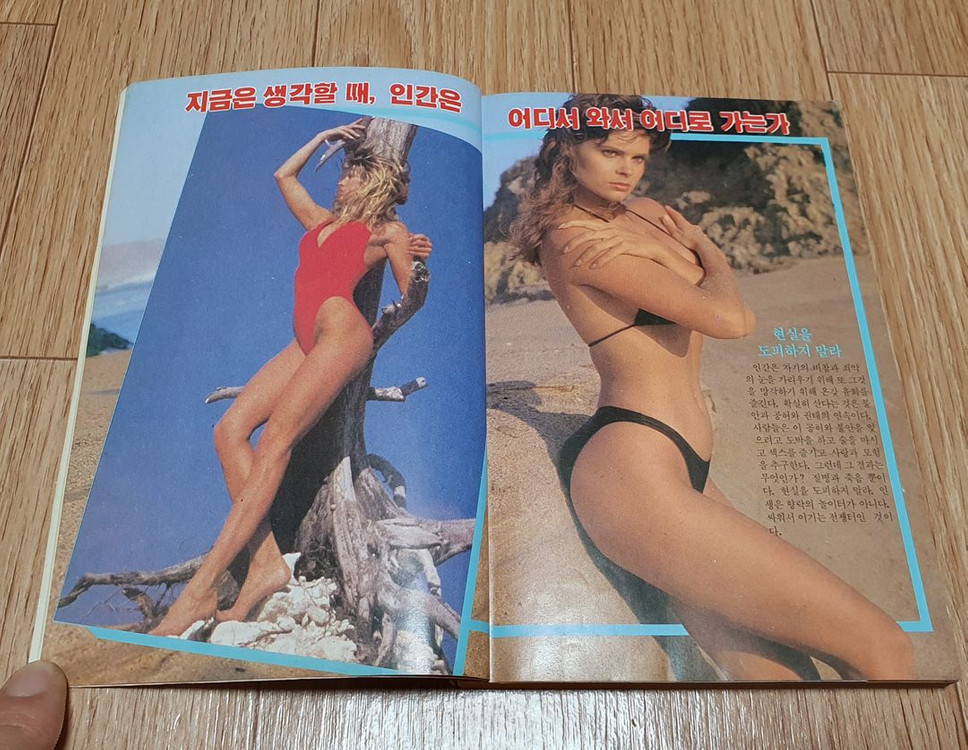 지금은 생각할 때, 인간은
어디서 와서 어디로 가는가
현실을
도피하지 말라
인간은 자기의 비참과 죄악
의 눈을 가리우기 위해 또 그것
을 망각하기 위해 온갖 유희를
즐긴다. 확실히 산다는 것은 불
안과 공허와 권태의 연속이다.
사람들은 이 공허와 불안을 잊
으려고 도박을 하고 술을 마시
고 섹스를 즐기고 사랑과 모험
을 추구한다. 그런데 그 결과는
무엇인가? 질병과 죽음 뿐이
다. 현실을 도피하지 말라. 인
생은 향락의 놀이터가 아니다.
싸워서 이기는 전쟁터인 것이
다.